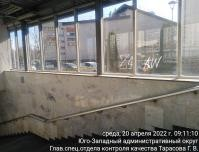 среда, 20 апреля 2022 г. 09:11:10
Юго-Западный административный округ
Глав.спец.отдела контроля качества Тарасова Г. В.